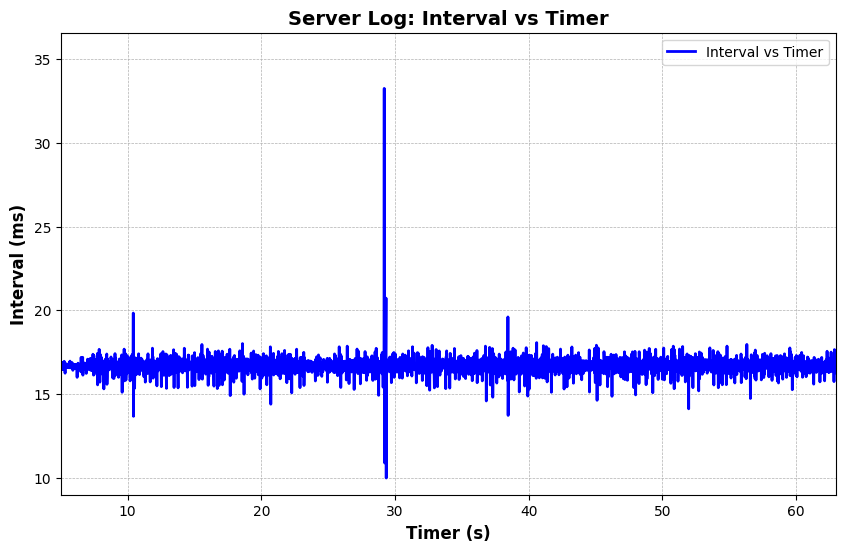 Server Log: Interval vs Timer
Interval vs Timer
35
30
25
20
15
10
Interval (ms)
10 20 30 40 50 60
Timer (s)